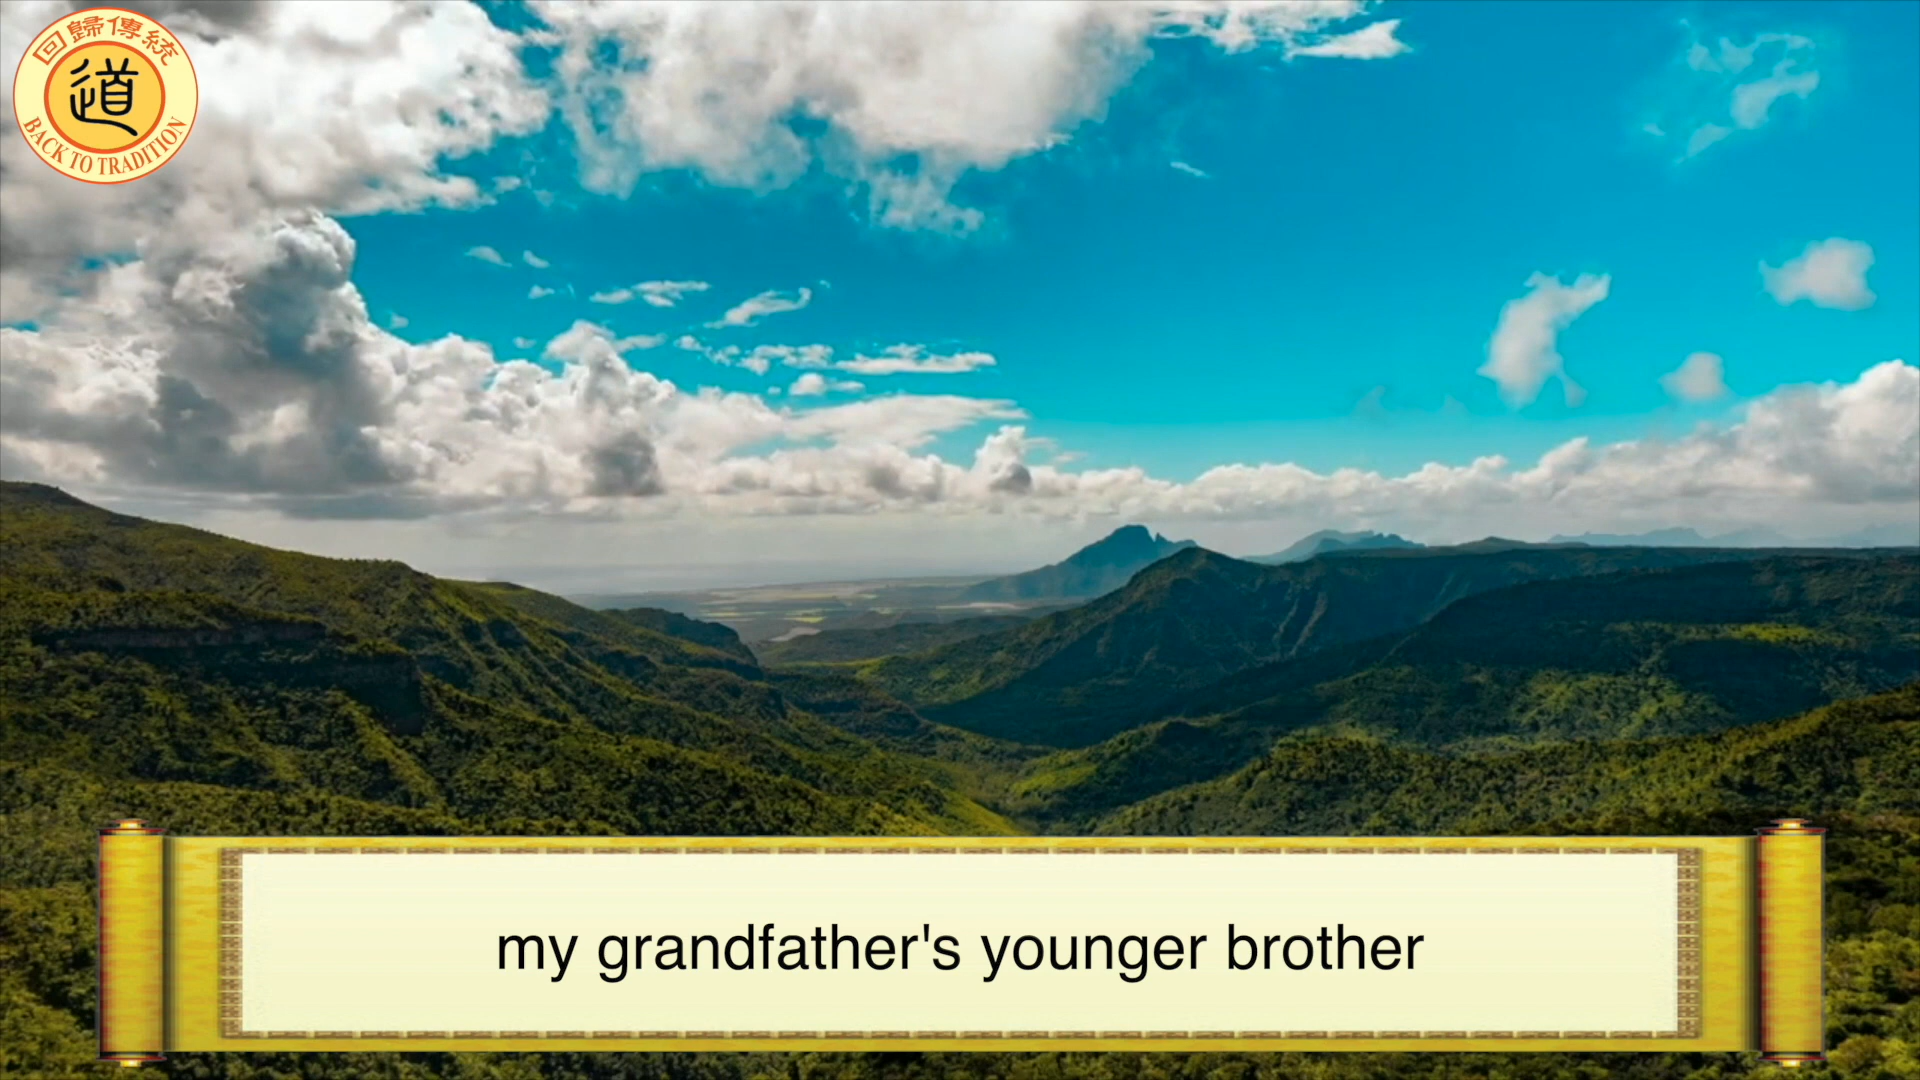 回歸傳統
道
BACK TO TRADITION
my grandfather's younger brother